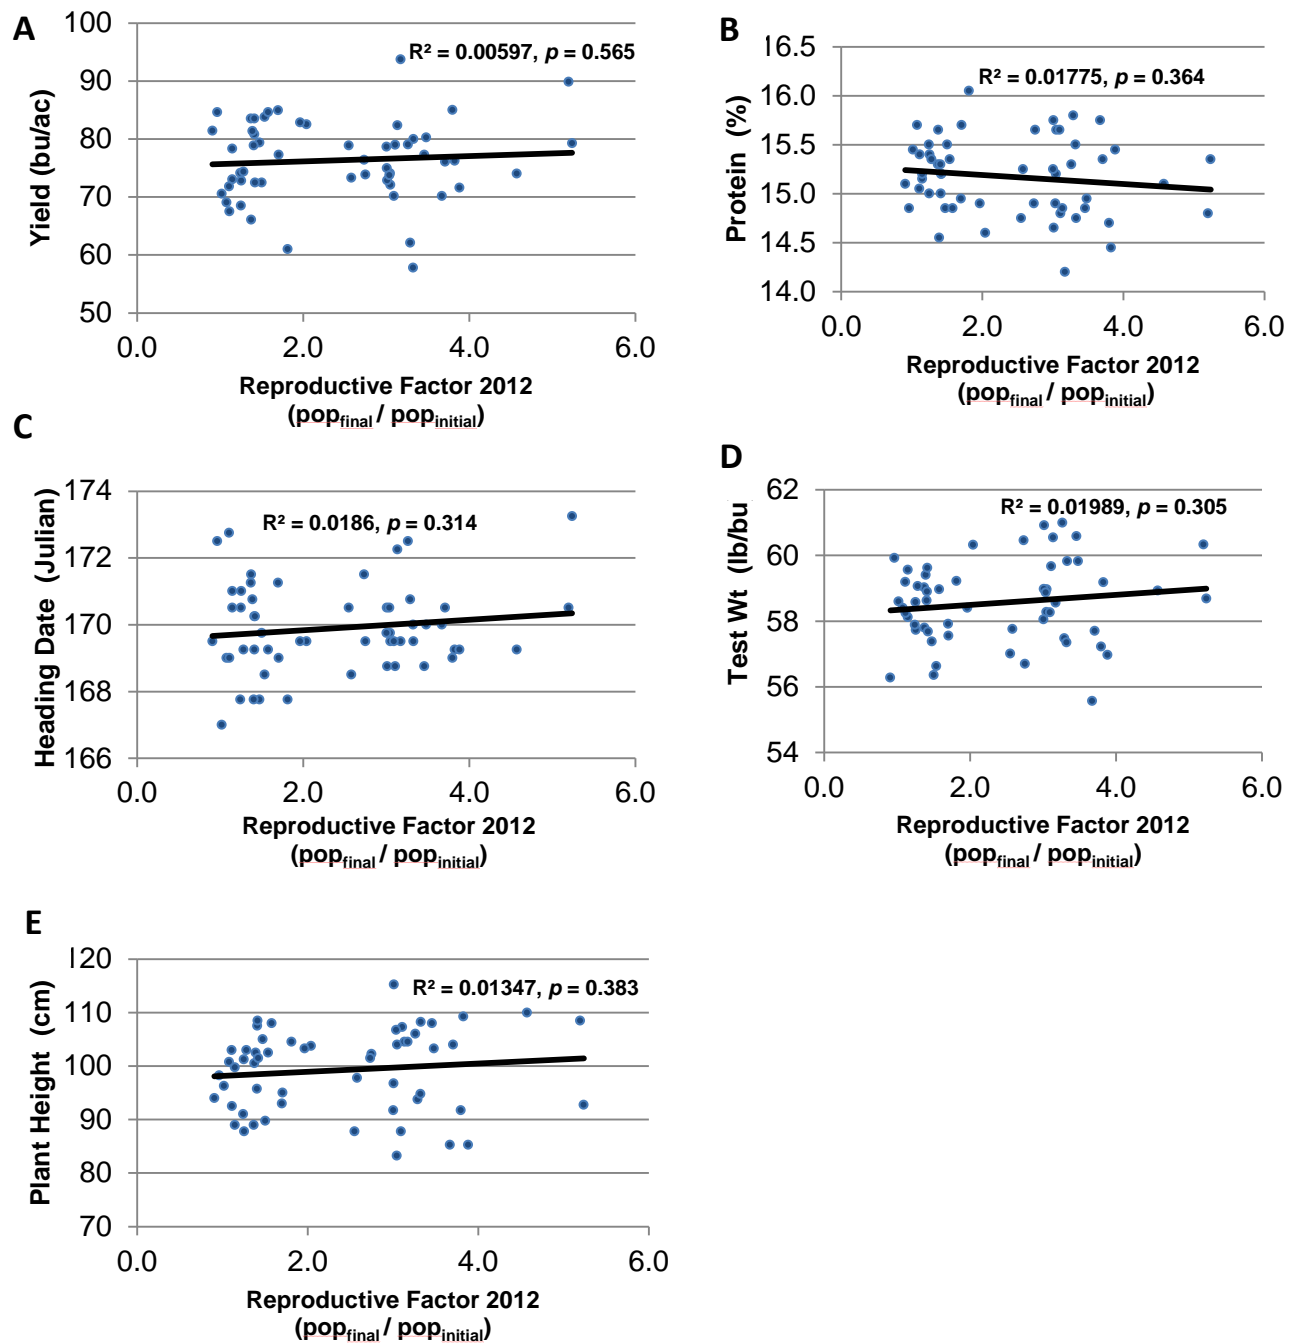 A
R² = 0.00597, p = 0.565
Yield (bu/ac)
100
90
80
70
60
50
0.0 2.0 4.0 6.0
Reproductive Factor 2012
(popfinal / popinitial)
B
R² = 0.01775, p = 0.364
Protein (%)
16.5
16.0
15.5
15.0
14.5
14.0
0.0 2.0 4.0 6.0
Reproductive Factor 2012
(popfinal / popinitial)
C
R² = 0.0186, p = 0.314
Heading Date (Julian)
174
172
170
168
166
0.0 2.0 4.0 6.0
Reproductive Factor 2012
(popfinal / popinitial)
D
R² = 0.01989, p = 0.305
Test Wt (lb/bu
62
60
58
56
54
0.0 2.0 4.0 6.0
Reproductive Factor 2012
(popfinal / popinitial)
E
R² = 0.01347, p = 0.383
Plant Height (cm)
120
110
100
90
80
70
0.0 2.0 4.0 6.0
Reproductive Factor 2012
(popfinal / popinitial)